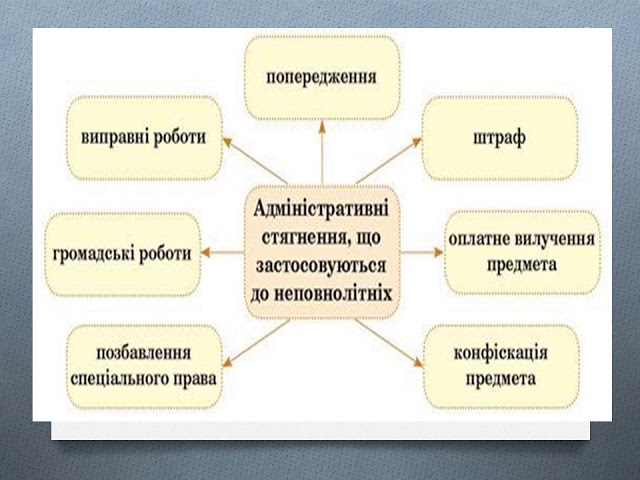 попередження
виправні роботи
штраф
Адміністративні
стягнення, що
застосовуються
до неповнолітніх
громадські роботи
оплатне вилучення
предмета
позбавлення
спеціального права
конфіскація
предмета